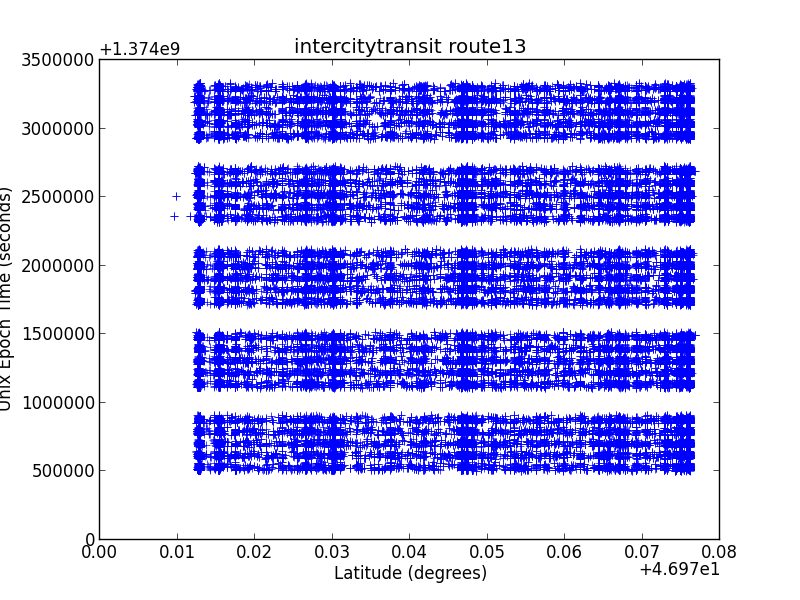 intercitytransit route13
+1.374e9
3500000
3000000
2500000
2000000
1500000
1000000
500000
0
Unix Epoch Time (seconds)
0.00 0.01 0.02 0.03 0.04 0.05 0.06 0.07 0.08
+4.697e1
Latitude (degrees)